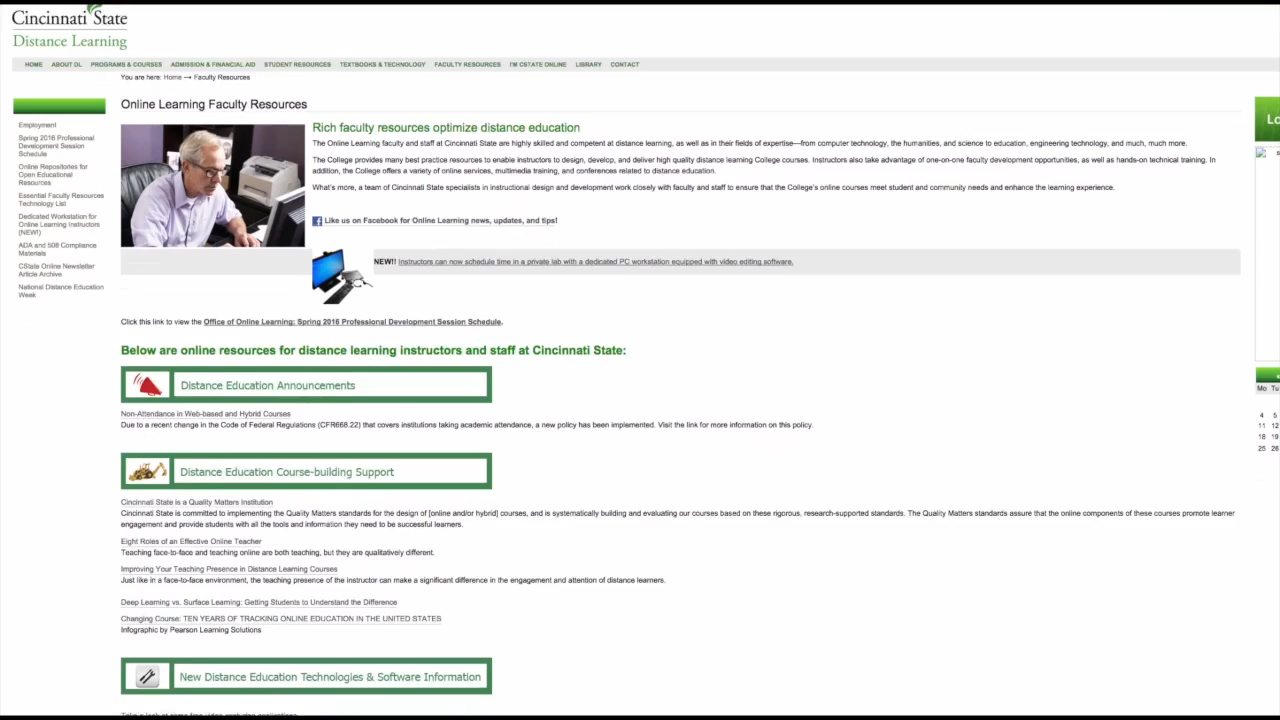 Cincinnati State
Distance Learning
HOME ABOUT DL PROGRAMS & COURSES ADMISSION & FINANCIAL AID STUDENT RESOURCES TEXTBOOKS & TECHNOLOGY FACULTY RESOURCES I'M CSTATE ONLINE LIBRARY CONTACT
You are here: Home → Faculty Resources
Employment
Spring 2016 Professional
Development Session
Schedule
Online Repositories for
Open Educational
Resources
Essential Faculty Resources
Technology List
Dedicated Workstation for
Online Learning Instructors
(NEW!)
ADA and 508 Compliance
Materials
CState Online Newsletter
Article Archive
National Distance Education
Week
Online Learning Faculty Resources
Rich faculty resources optimize distance education
The Online Learning faculty and staff at Cincinnati State are highly skilled and competent at distance learning, as well as in their fields of expertise—from computer technology, the humanities, and science to education, engineering technology, and much, much more.
The College provides many best practice resources to enable instructors to design, develop, and deliver high quality distance learning College courses. Instructors also take advantage of one-on-one faculty development opportunities, as well as hands-on technical training. In
addition, the College offers a variety of online services, multimedia, training, and conferences related to distance education.
What's more, a team of Cincinnati State specialists in instructional design and development work closely with faculty and staff to ensure that the College's online courses meet student and community needs and enhance the learning experience.
Like us on Facebook for Online Learning news, updates, and tips!
NEW!! Instructors can now schedule time in a private lab with a dedicated PC workstation equipped with video editing software.
Click this link to view the Office of Online Learning: Spring 2016 Professional Development Session Schedule.
Below are online resources for distance learning instructors and staff at Cincinnati State:
Distance Education Announcements
Non-Attendance in Web-based and Hybrid Courses
Due to a recent change in the Code of Federal Regulations (CFR668.22) that covers institutions taking academic attendance, a new policy has been implemented. Visit the link for more information on this policy.
Distance Education Course-building Support
Cincinnati State is a Quality Matters Institution
Cincinnati State is committed to implementing the Quality Matters standards for the design of [online and/or hybrid] courses, and is systematically building and evaluating our courses based on these rigorous, research-supported standards. The Quality Matters standards assure that the online components of these courses promote learner
engagement and provide students with all the tools and information they need to be successful learners.
Eight Roles of an Effective Online Teacher
Teaching face-to-face and teaching online are both teaching, but they are qualitatively different.
Improving Your Teaching Presence in Distance Learning Courses
Just like in a face-to-face environment, the teaching presence of the instructor can make a significant difference in the engagement and attention of distance learners.
Deep Learning vs. Surface Learning: Getting Students to Understand the Difference
Changing Course: TEN YEARS OF TRACKING ONLINE EDUCATION IN THE UNITED STATES
Infographic by Pearson Learning Solutions
New Distance Education Technologies & Software Information
Lo
Mo Tu
4 5
11 12
18 19
25 26